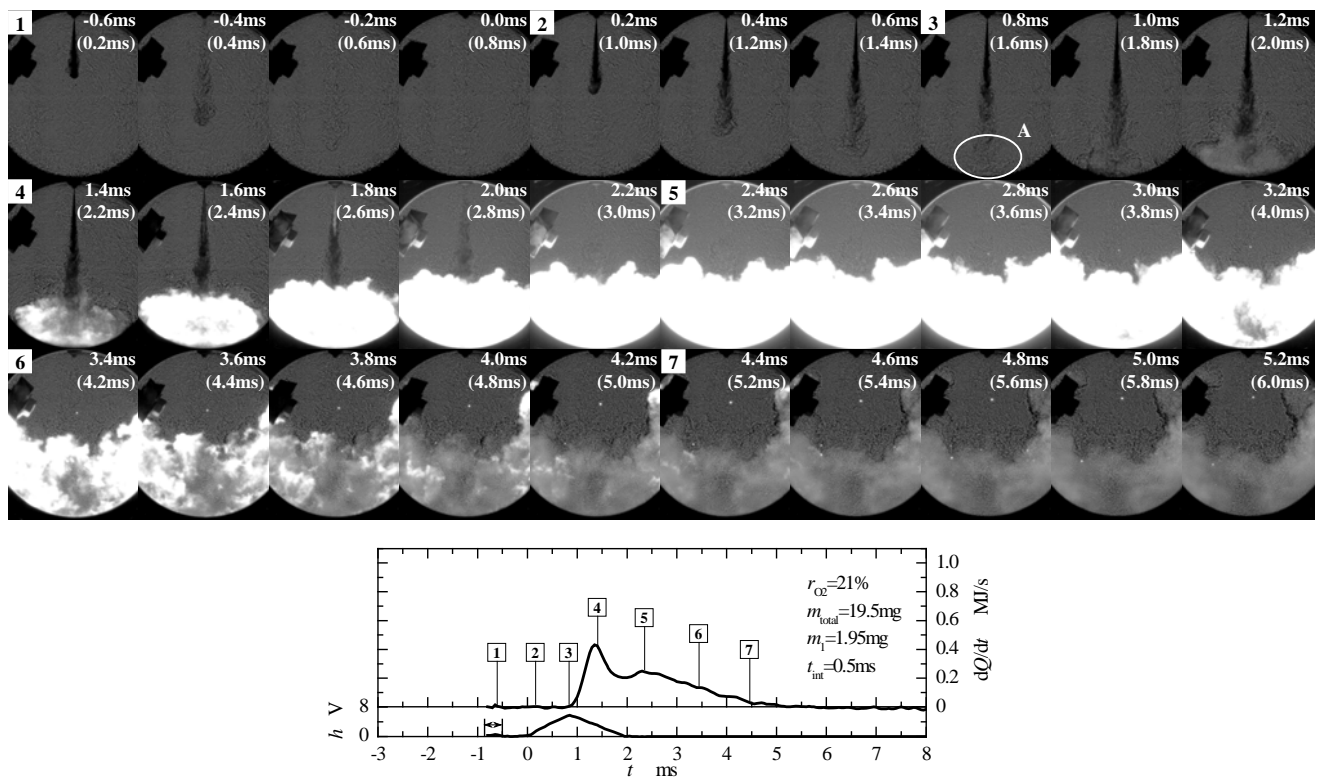 1 -0.6ms -0.4ms -0.2ms 0.0ms 2 0.2ms 0.4ms 0.6ms 3 0.8ms 1.0ms 1.2ms
(0.2ms) (0.4ms) (0.6ms) (0.8ms) (1.0ms) (1.2ms) (1.4ms) (1.6ms) (1.8ms) (2.0ms)
A
4 1.4ms 1.6ms 1.8ms 2.0ms 2.2ms 5 2.4ms 2.6ms 2.8ms 3.0ms 3.2ms
(2.2ms) (2.4ms) (2.6ms) (2.8ms) (3.0ms) (3.2ms) (3.4ms) (3.6ms) (3.8ms) (4.0ms)
6 3.4ms 3.6ms 3.8ms 4.0ms 4.2ms 7 4.4ms 4.6ms 4.8ms 5.0ms 5.2ms
(4.2ms) (4.4ms) (4.6ms) (4.8ms) (5.0ms) (5.2ms) (5.4ms) (5.6ms) (5.8ms) (6.0ms)
1.0
0.8
0.6
0.4
0.2
0
dQ/dt MJ/s
r_O2=21%
m_total=19.5mg
m_1=1.95mg
t_int=0.5ms
1 2 3 4 5 6 7
8
0
h V
-3 -2 -1 0 1 2 3 4 5 6 7 8
t ms